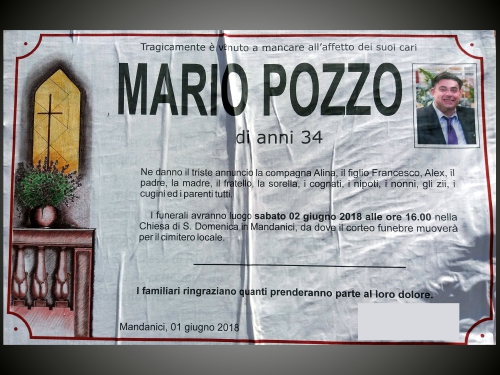 Tragicamente è venuto a mancare all'affetto dei suoi cari
MARIO POZZO
di anni 34
Ne danno il triste annuncio la compagna Alina, il figlio Francesco, Alex, il
padre, la madre, il fratello, la sorella, i cognati, i nipoti, i nonni, gli zii, i
cugini ed i parenti tutti.
I funerali avranno luogo sabato 02 giugno 2018 alle ore 16.00 nella
Chiesa di S. Domenica in Mandanici, da dove il corteo funebre muoverà
per il cimitero locale.
I familiari ringraziano quanti prenderanno parte al loro dolore.
Mandanici, 01 giugno 2018